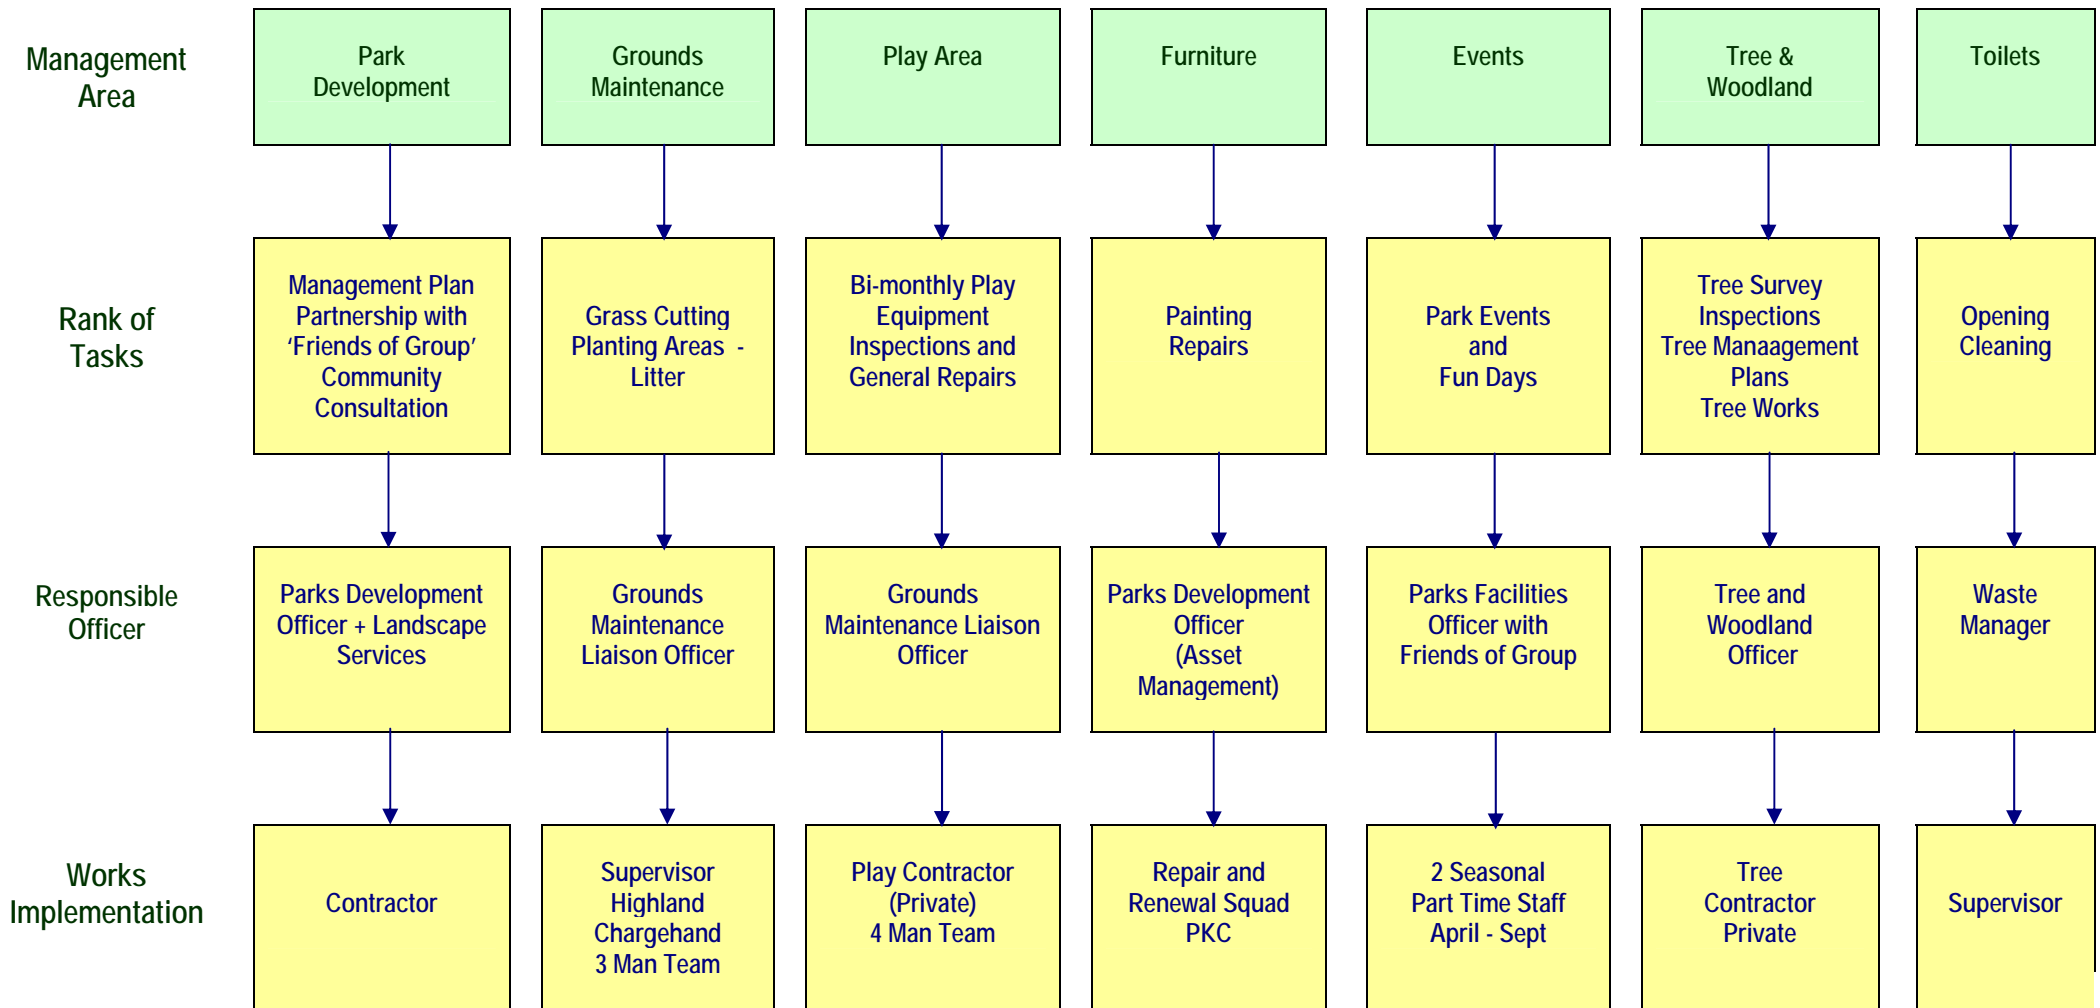 Management
Area
Park
Development
Grounds
Maintenance
Play Area
Furniture
Events
Tree &
Woodland
Toilets
Rank of
Tasks
Management Plan
Partnership with
‘Friends of Group’
Community
Consultation
Grass Cutting
Planting Areas -
Litter
Bi-monthly Play
Equipment
Inspections and
General Repairs
Painting
Repairs
Park Events
and
Fun Days
Tree Survey
Inspections
Tree Manaagement
Plans
Tree Works
Opening
Cleaning
Responsible
Officer
Parks Development
Officer + Landscape
Services
Grounds
Maintenance
Liaison Officer
Grounds
Maintenance Liaison
Officer
Parks Development
Officer
(Asset
Management)
Parks Facilities
Officer with
Friends of Group
Tree and
Woodland
Officer
Waste
Manager
Works
Implementation
Contractor
Supervisor
Highland
Chargehand
3 Man Team
Play Contractor
(Private)
4 Man Team
Repair and
Renewal Squad
PKC
2 Seasonal
Part Time Staff
April - Sept
Tree
Contractor
Private
Supervisor